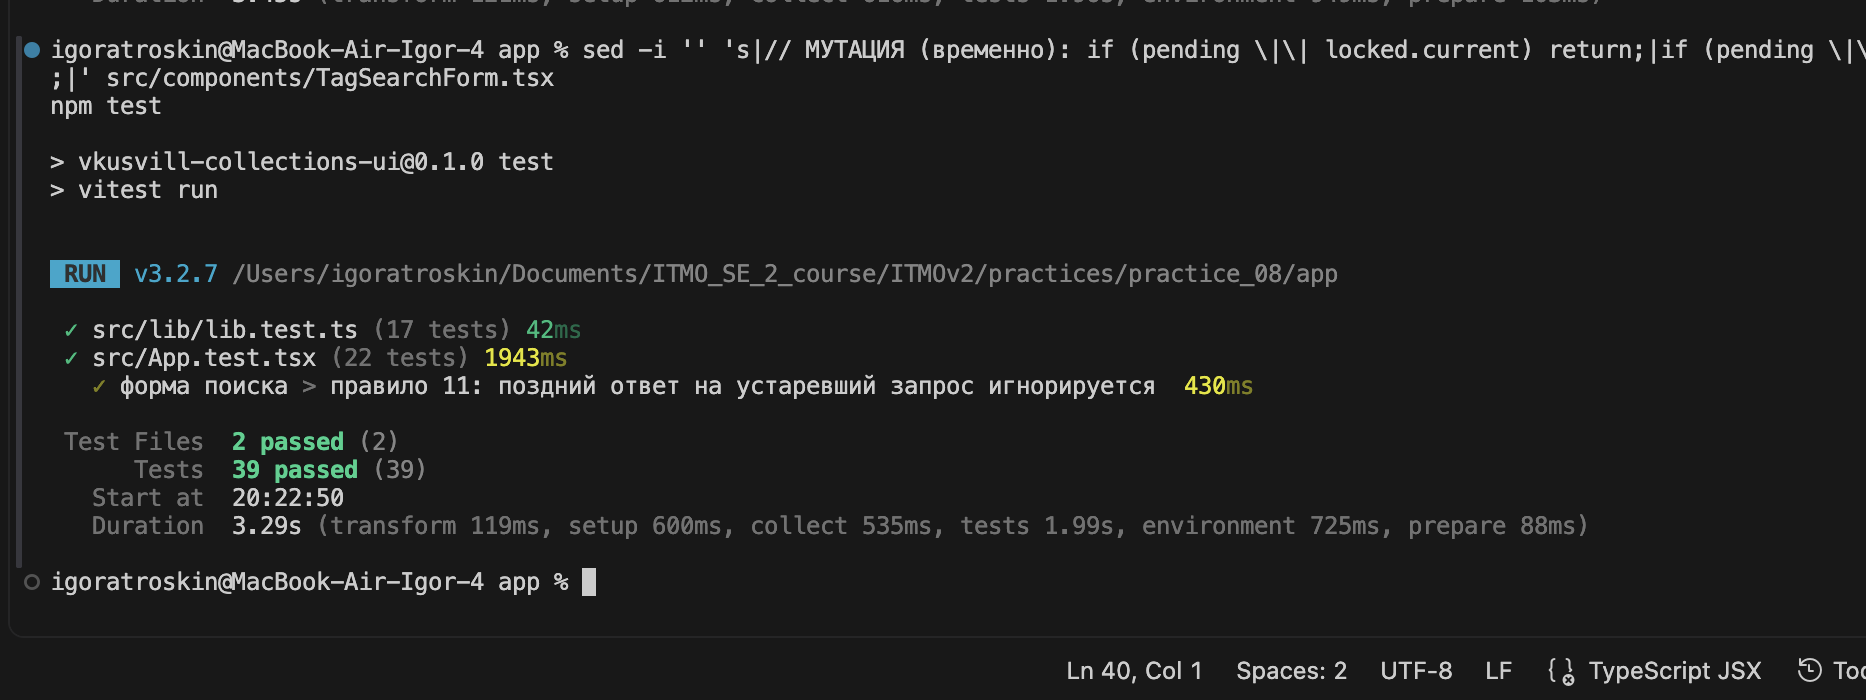 igoratroskin@MacBook-Air-Igor-4 app % sed -i '' 's|// МУТАЦИЯ (временно): if (pending \|\| locked.current) return;|if (pending \|\
;|' src/components/TagSearchForm.tsx
npm test
> vkusvill-collections-ui@0.1.0 test
> vitest run
RUN v3.2.7 /Users/igoratroskin/Documents/ITMO_SE_2_course/ITMOv2/practices/practice_08/app
✓ src/lib/lib.test.ts (17 tests) 42ms
✓ src/App.test.tsx (22 tests) 1943ms
✓ форма поиска > правило 11: поздний ответ на устаревший запрос игнорируется 430ms
Test Files 2 passed (2)
Tests 39 passed (39)
Start at 20:22:50
Duration 3.29s (transform 119ms, setup 600ms, collect 535ms, tests 1.99s, environment 725ms, prepare 88ms)
igoratroskin@MacBook-Air-Igor-4 app %
Ln 40, Col 1 Spaces: 2 UTF-8 LF {} TypeScript JSX